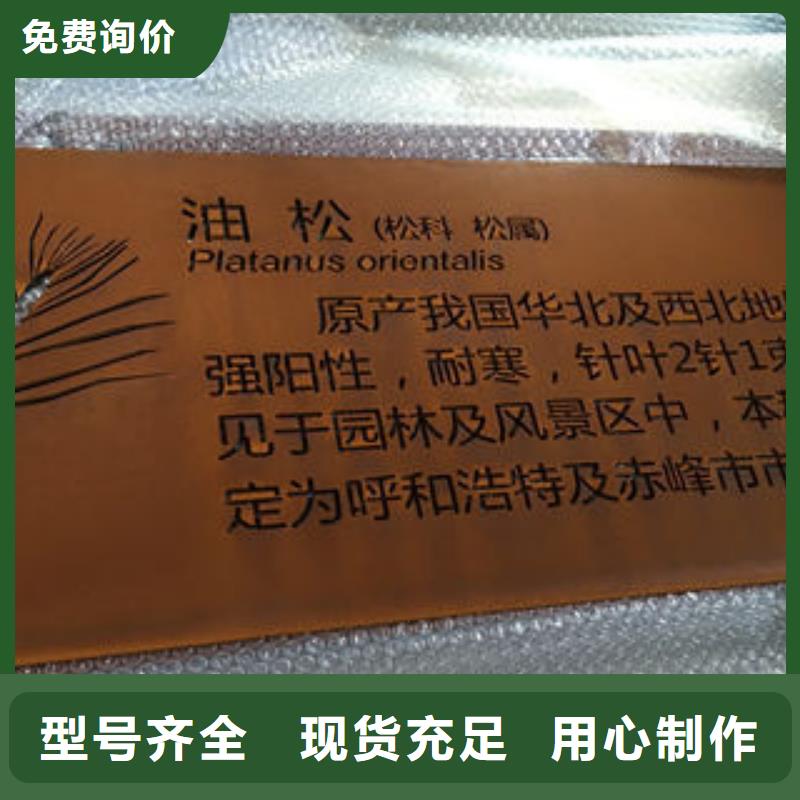 免费询价
油 松 (松科 松属)
Platanus orientalis
原产我国华北及西北地
强阳性，耐寒，针叶2针1束
见于园林及风景区中，本
定为呼和浩特及赤峰市市
型号齐全 现货充足 用心制作